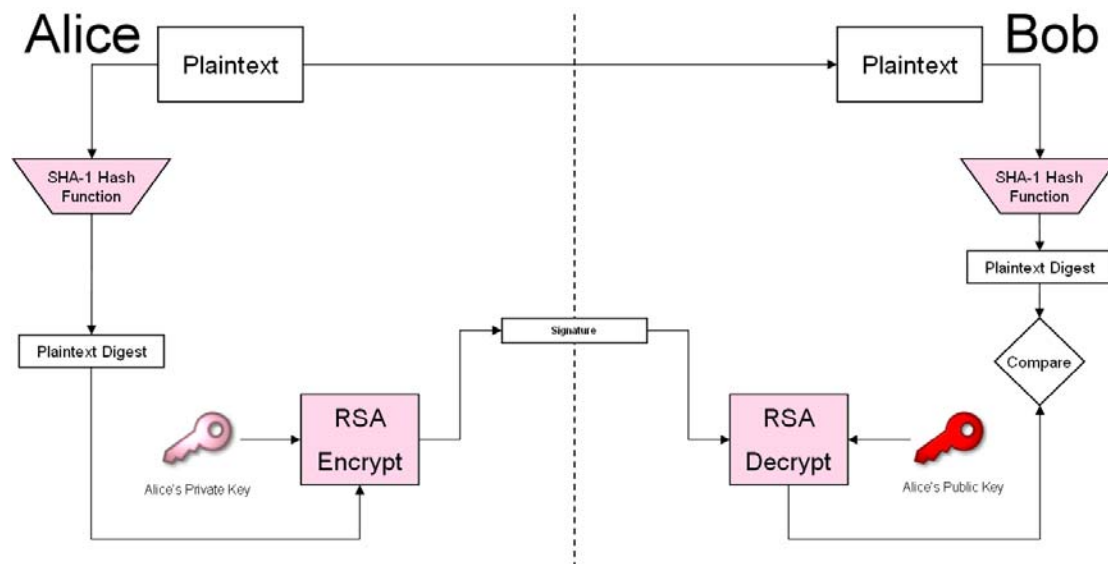 Alice
Bob
Plaintext
Plaintext
SHA-1 Hash
Function
SHA-1 Hash
Function
Plaintext Digest
Signature
Plaintext Digest
Compare
RSA
Encrypt
RSA
Decrypt
Alice's Private Key
Alice's Public Key